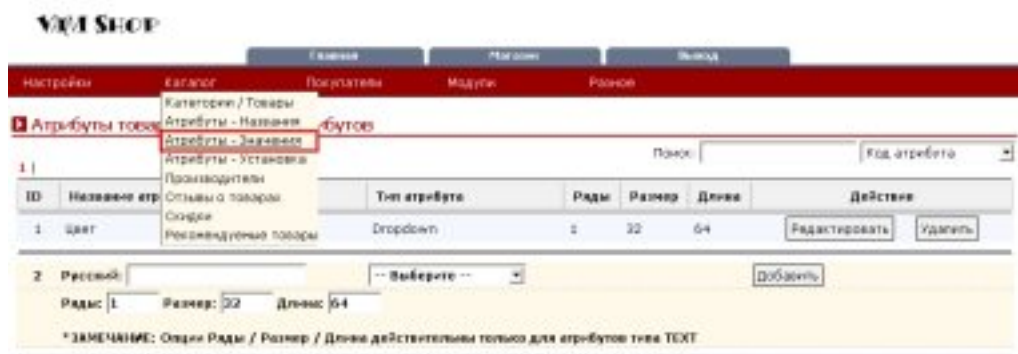 VaM Shop
Главная Магазин Выход
Настройки Каталог Покупатели Модули Разное
Категории / Товары
Атрибуты - Названия
Атрибуты - Значения
Атрибуты - Установка
Производители
Отзывы о товарах
Скидки
Рекомендуемые товары
Атрибуты това бутов
1 | Поиск: Код атрибута
ID Название атр Тип атрибута Ряды Размер Длина Действие
1 Цвет Dropdown 1 32 64 Редактировать Удалить
2 Русский: -- Выберите -- Добавить
Ряды: 1 Размер: 32 Длина: 64
*ЗАМЕЧАНИЕ: Опции Ряды / Размер / Длина действительны только для атрибутов типа TEXT